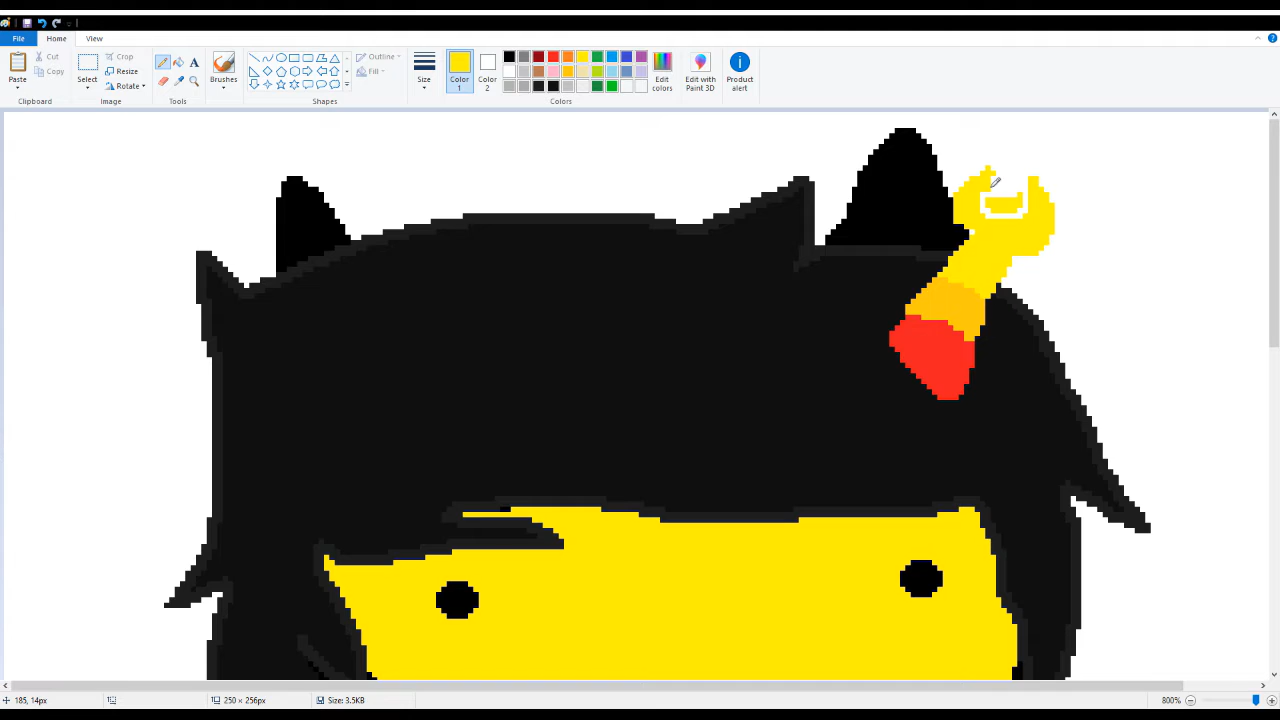 File Home View
Paste
Cut
Copy
Clipboard
Select
Crop
Resize
Rotate
Image
A
Tools
Brushes
Outline
Fill
Shapes
Size
Color 1
Color 2
Edit colors
Colors
Edit with Paint 3D
Product alert
185, 14px
250 × 256px
Size: 3.5KB
800%